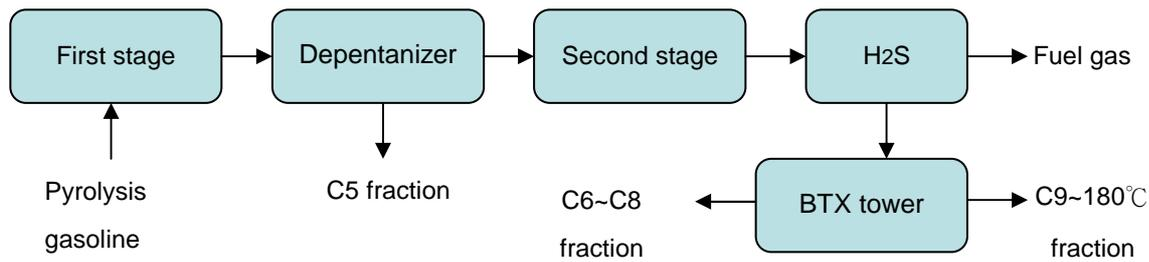 First stage
Depentanizer
Second stage
H2S
Fuel gas
Pyrolysis
gasoline
C5 fraction
C6~C8
fraction
BTX tower
C9~180℃
fraction